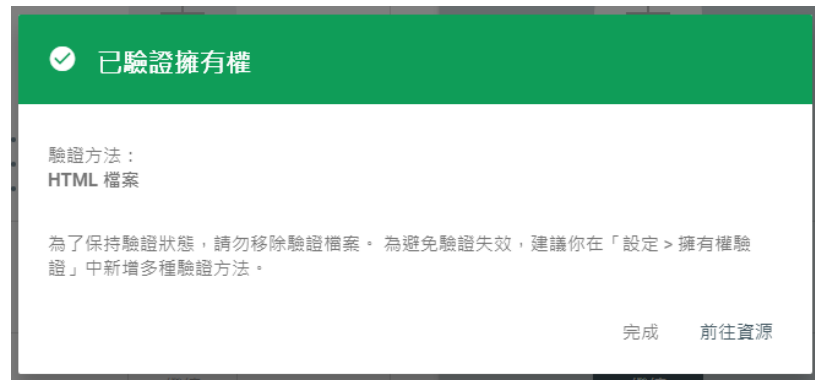 已驗證擁有權
驗證方法：
HTML 檔案
為了保持驗證狀態，請勿移除驗證檔案。 為避免驗證失效，建議你在「設定 > 擁有權驗
證」中新增多種驗證方法。
完成 前往資源